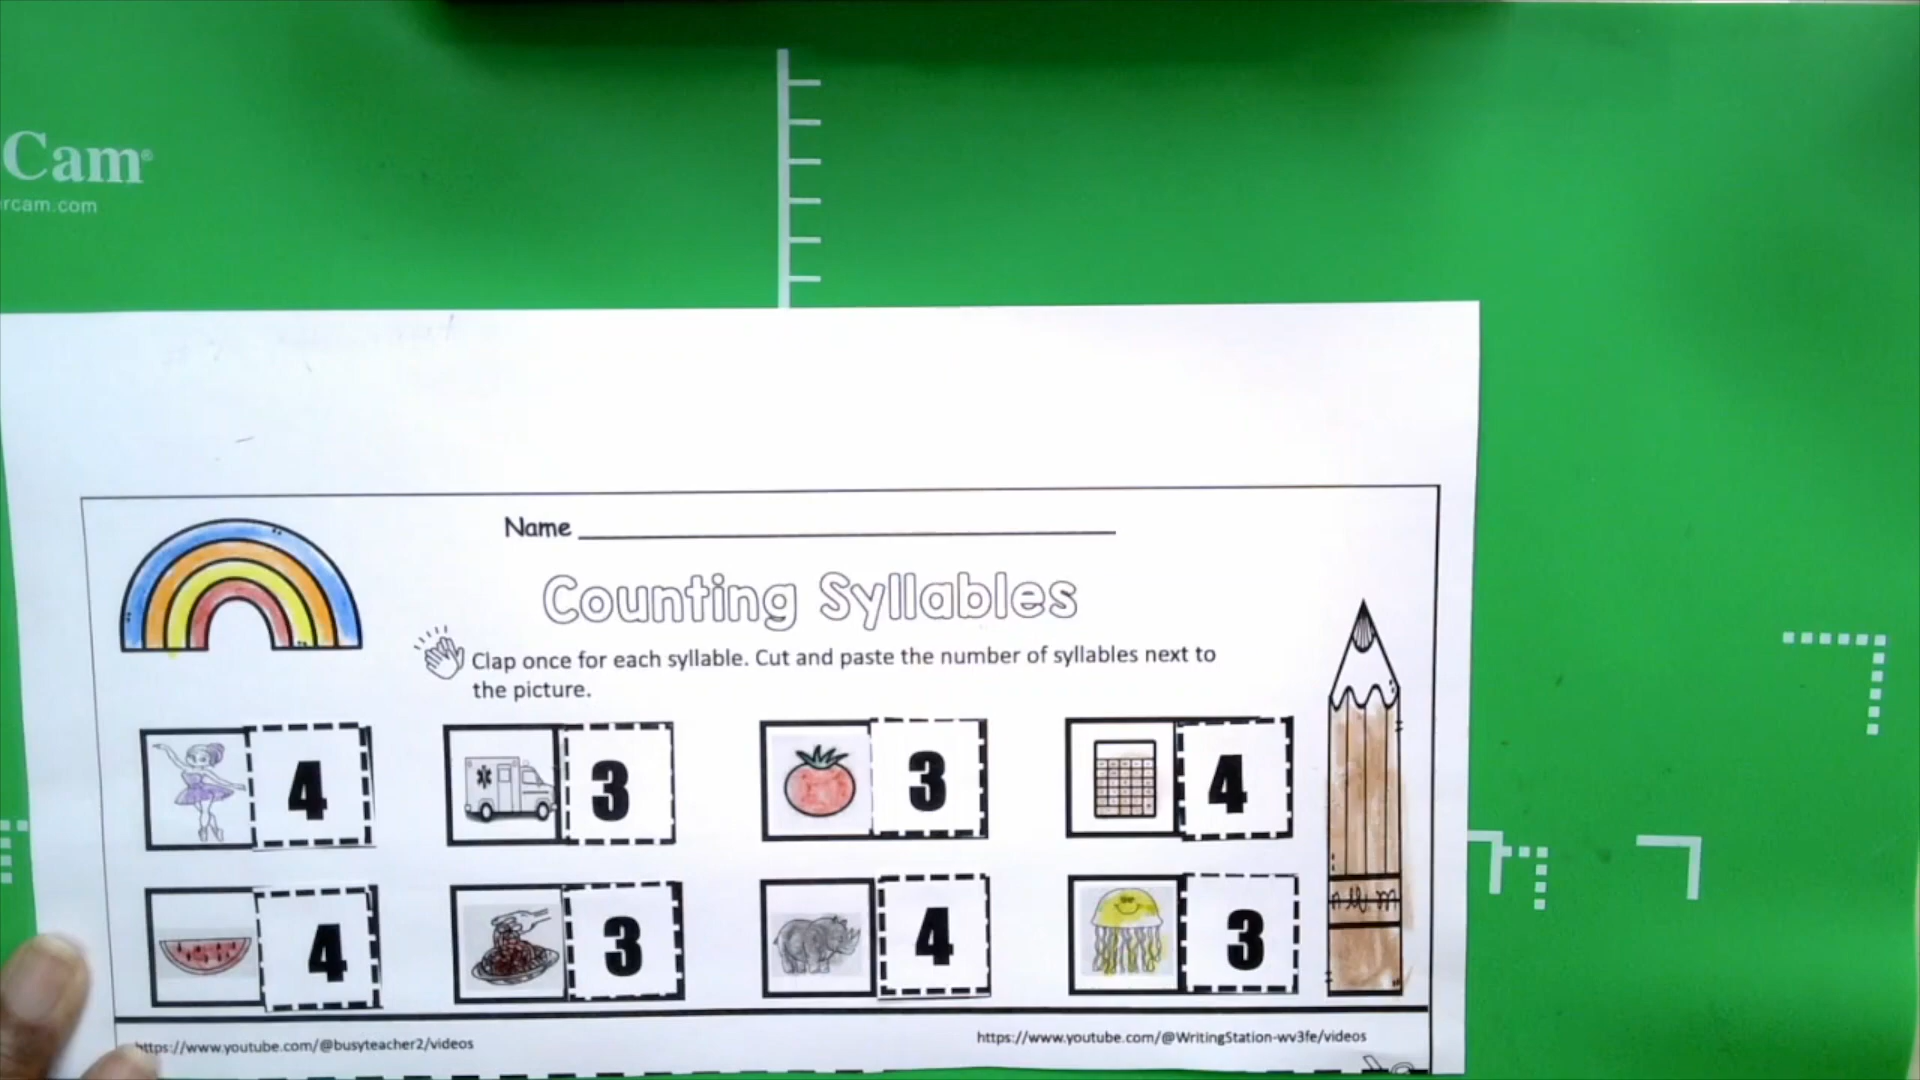 Cam®
rcam.com
Name
Counting Syllables
Clap once for each syllable. Cut and paste the number of syllables next to
the picture.
4 3 3 4
4 3 4 3
https://www.youtube.com/@busyteacher2/videos
https://www.youtube.com/@WritingStation-wv3fe/videos